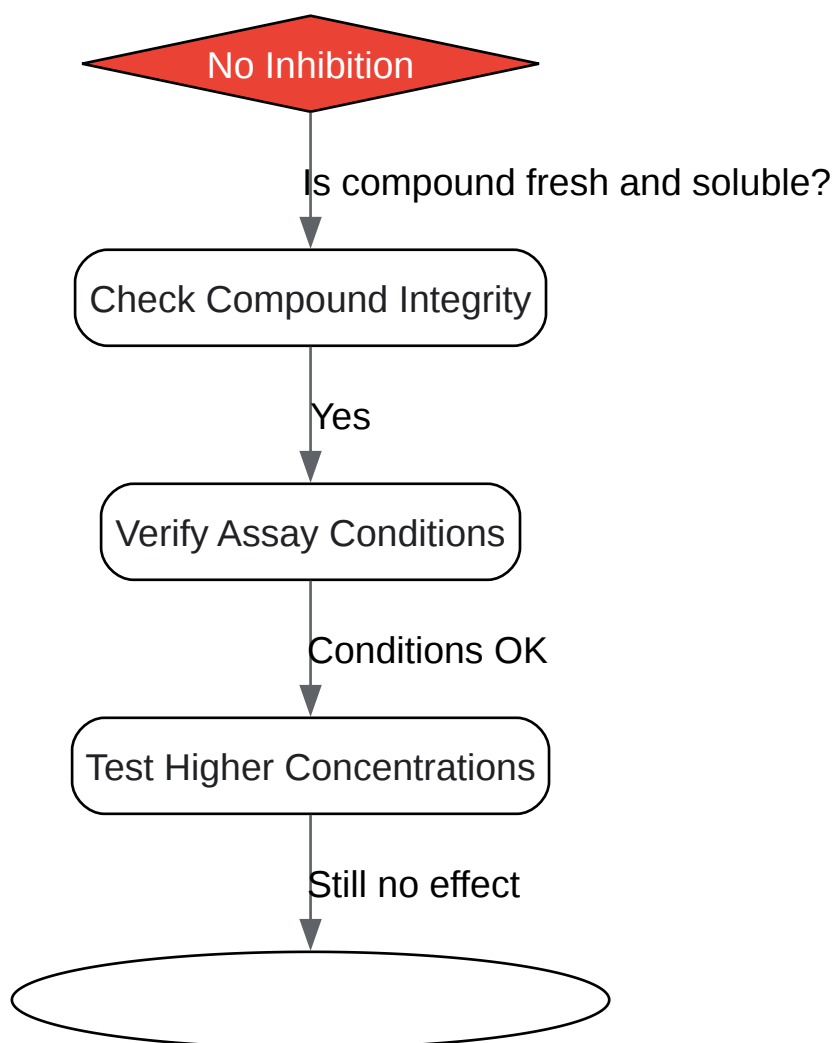 No Inhibition
Is compound fresh and soluble?
Check Compound Integrity
Yes
Verify Assay Conditions
Conditions OK
Test Higher Concentrations
Still no effect